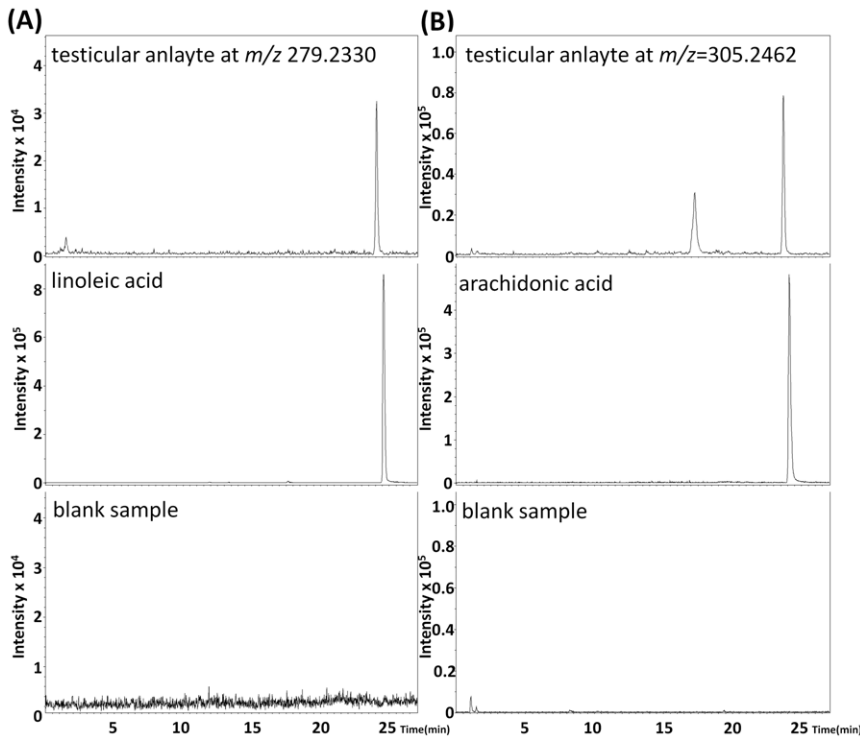 (A)
testicular anlayte at m/z 279.2330
Intensity x 10⁴
4
3
2
1
0
linoleic acid
Intensity x 10⁵
8
6
4
2
0
blank sample
Intensity x 10⁴
4
3
2
1
0
5 10 15 20 25 Time(min)
(B)
testicular anlayte at m/z=305.2462
Intensity x 10⁵
1.0
0.8
0.6
0.4
0.2
0
arachidonic acid
Intensity x 10⁵
4
3
2
1
0
blank sample
Intensity x 10⁵
1.0
0.8
0.6
0.4
0.2
0
5 10 15 20 25 Time(min)